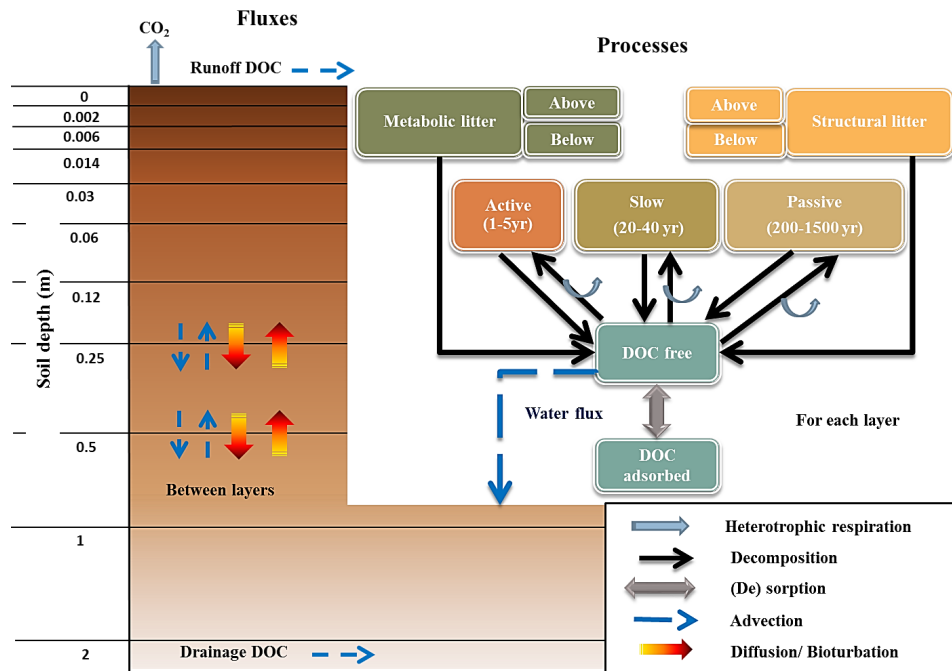 Fluxes
CO2
Runoff DOC
Processes
0
0.002
0.006
0.014
0.03
0.06
0.12
0.25
0.5
1
2
Soil depth (m)
Between layers
Drainage DOC
Metabolic litter
Above
Below
Above
Below
Structural litter
Active
(1-5yr)
Slow
(20-40 yr)
Passive
(200-1500 yr)
DOC free
Water
flux
For each layer
DOC
adsorbed
Heterotrophic respiration
Decomposition
(De) sorption
Advection
Diffusion/ Bioturbation